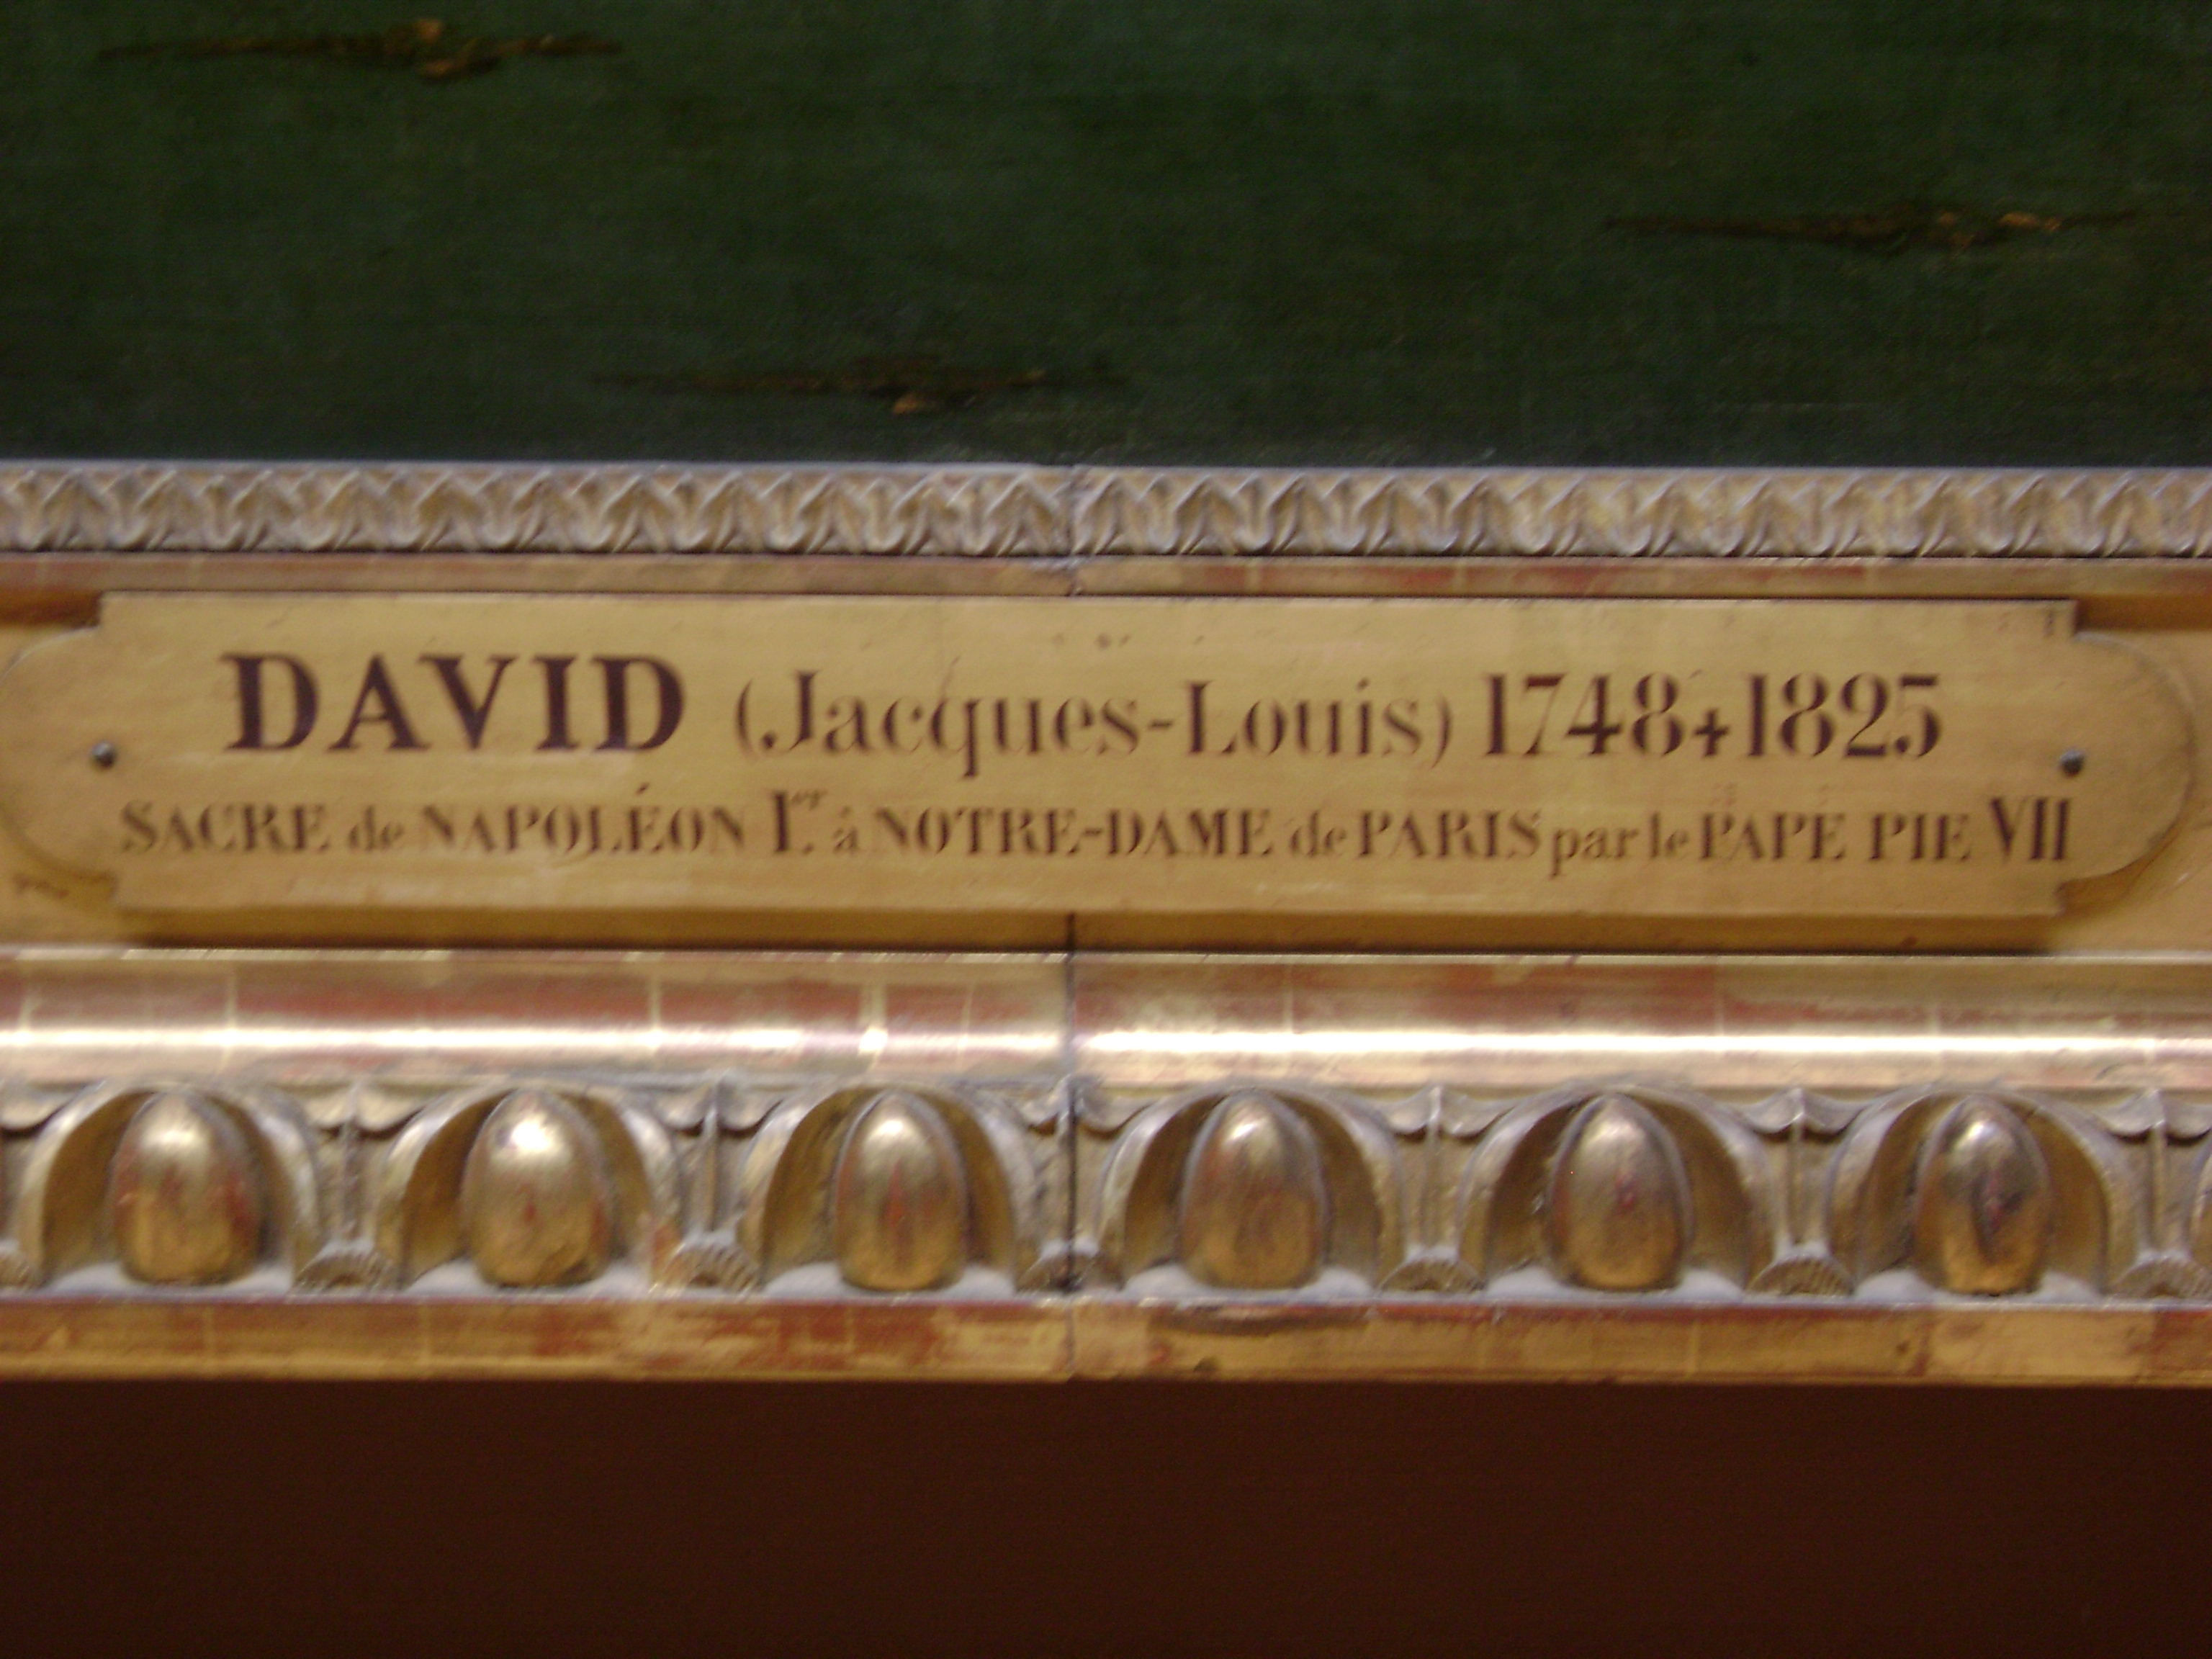 DAVID (Jacques-Louis) 1748+1825
SACRE de NAPOLÉON Ier à NOTRE-DAME de PARIS par le PAPE PIE VII